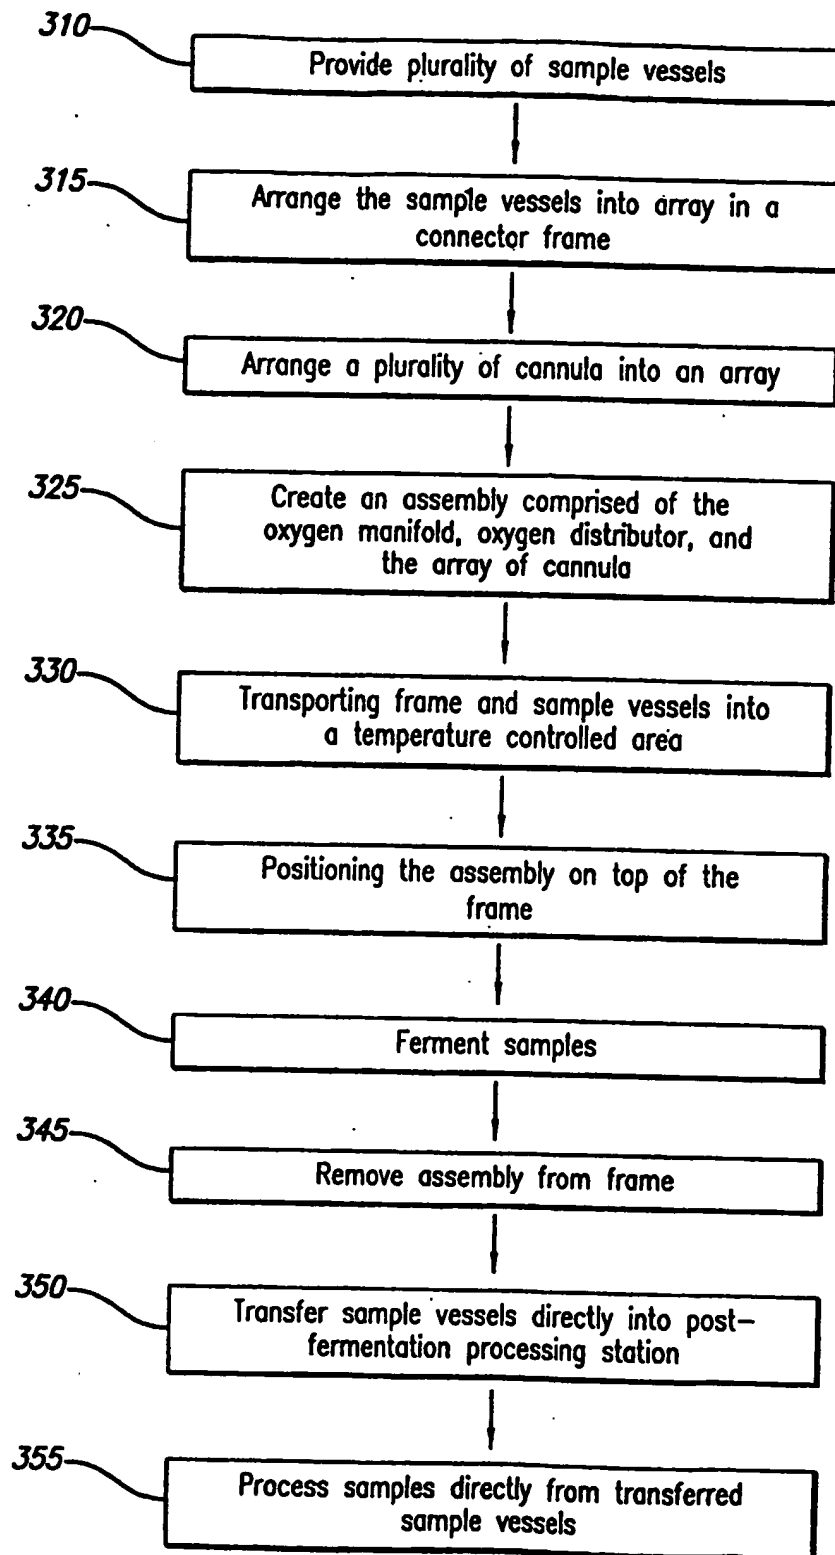 310
Provide plurality of sample vessels
315
Arrange the sample vessels into array in a
connector frame
320
Arrange a plurality of cannula into an array
325
Create an assembly comprised of the
oxygen manifold, oxygen distributor, and
the array of cannula
330
Transporting frame and sample vessels into
a temperature controlled area
335
Positioning the assembly on top of the
frame
340
Ferment samples
345
Remove assembly from frame
350
Transfer sample vessels directly into post-
fermentation processing station
355
Process samples directly from transferred
sample vessels